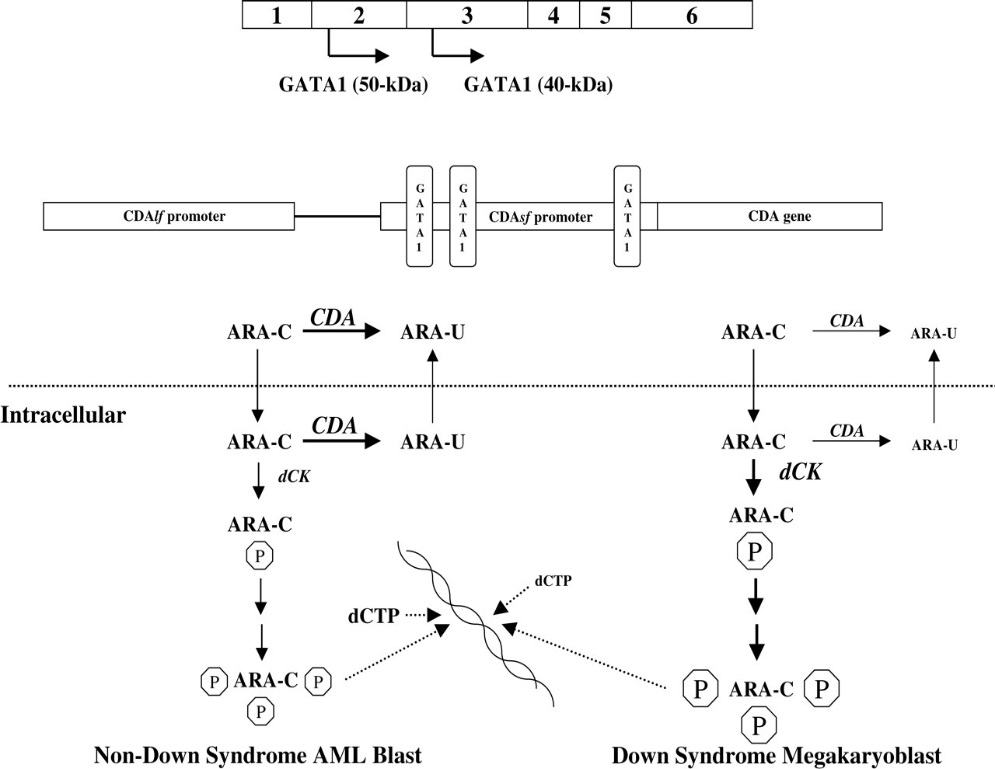 1 2 3 4 5 6
GATA1 (50-kDa) GATA1 (40-kDa)
CDAlf promoter GATA1 GATA1 CDAsf promoter GATA1 CDA gene
ARA-C CDA ARA-U ARA-C CDA ARA-U
Intracellular
ARA-C CDA ARA-U ARA-C CDA ARA-U
dCK dCK
ARA-C ARA-C
P P
dCTP
dCTP
P ARA-C P P ARA-C P
P P
Non-Down Syndrome AML Blast Down Syndrome Megakaryoblast